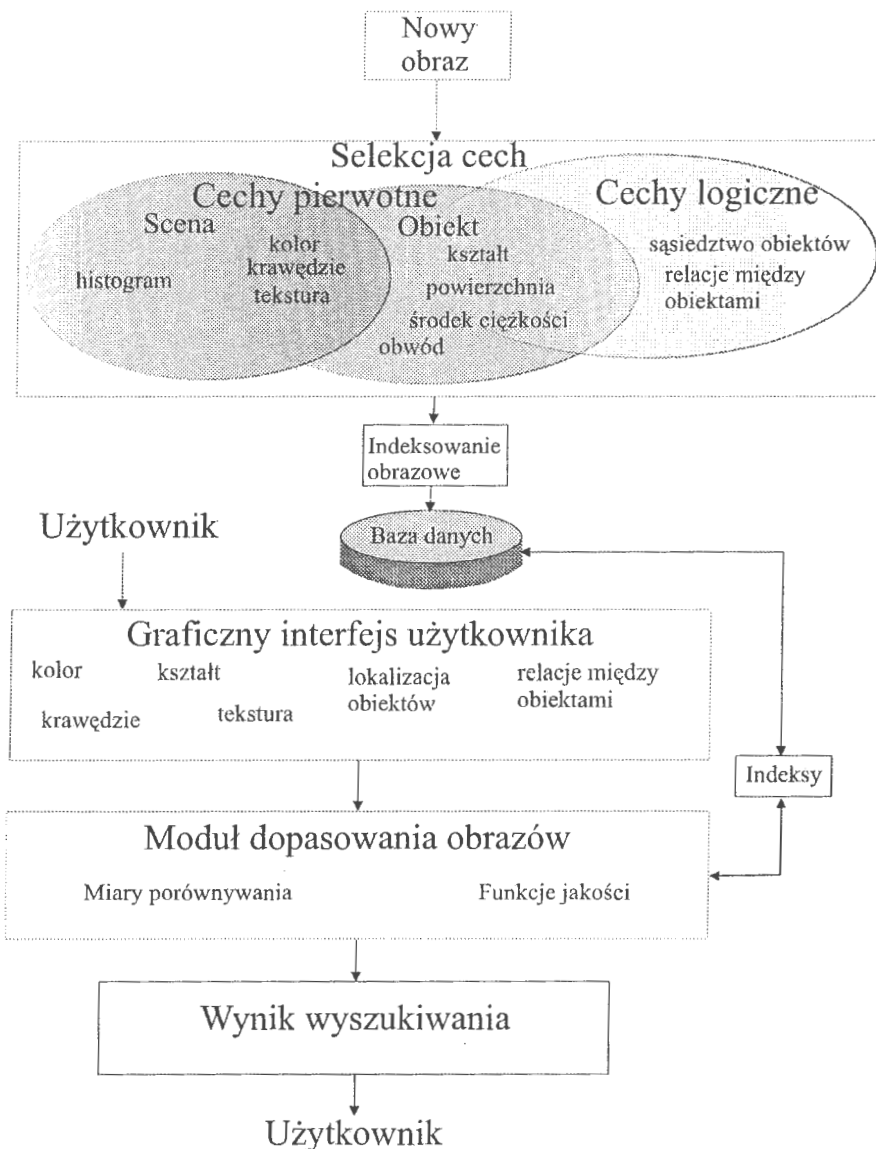 Nowy
obraz
Selekcja cech
Cechy pierwotne
Cechy logiczne
Scena
Obiekt
histogram
kolor
krawędzie
tekstura
kształt
powierzchnia
środek ciężkości
obwód
sąsiedztwo obiektów
relacje między
obiektami
Indeksowanie
obrazowe
Baza danych
Użytkownik
Graficzny interfejs użytkownika
kolor
kształt
lokalizacja
obiektów
relacje między
obiektami
krawędzie
tekstura
Indeksy
Moduł dopasowania obrazów
Miary porównywania
Funkcje jakości
Wynik wyszukiwania
Użytkownik